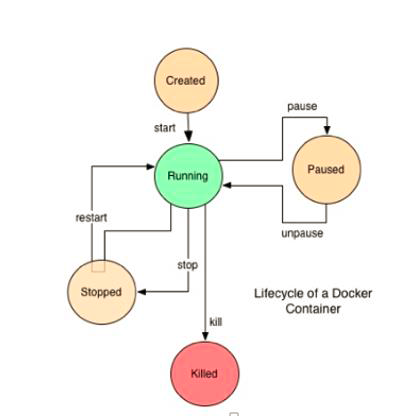 Created
start
pause
Running
Paused
restart
unpause
stop
Stopped
Lifecycle of a Docker
Container
kill
Killed